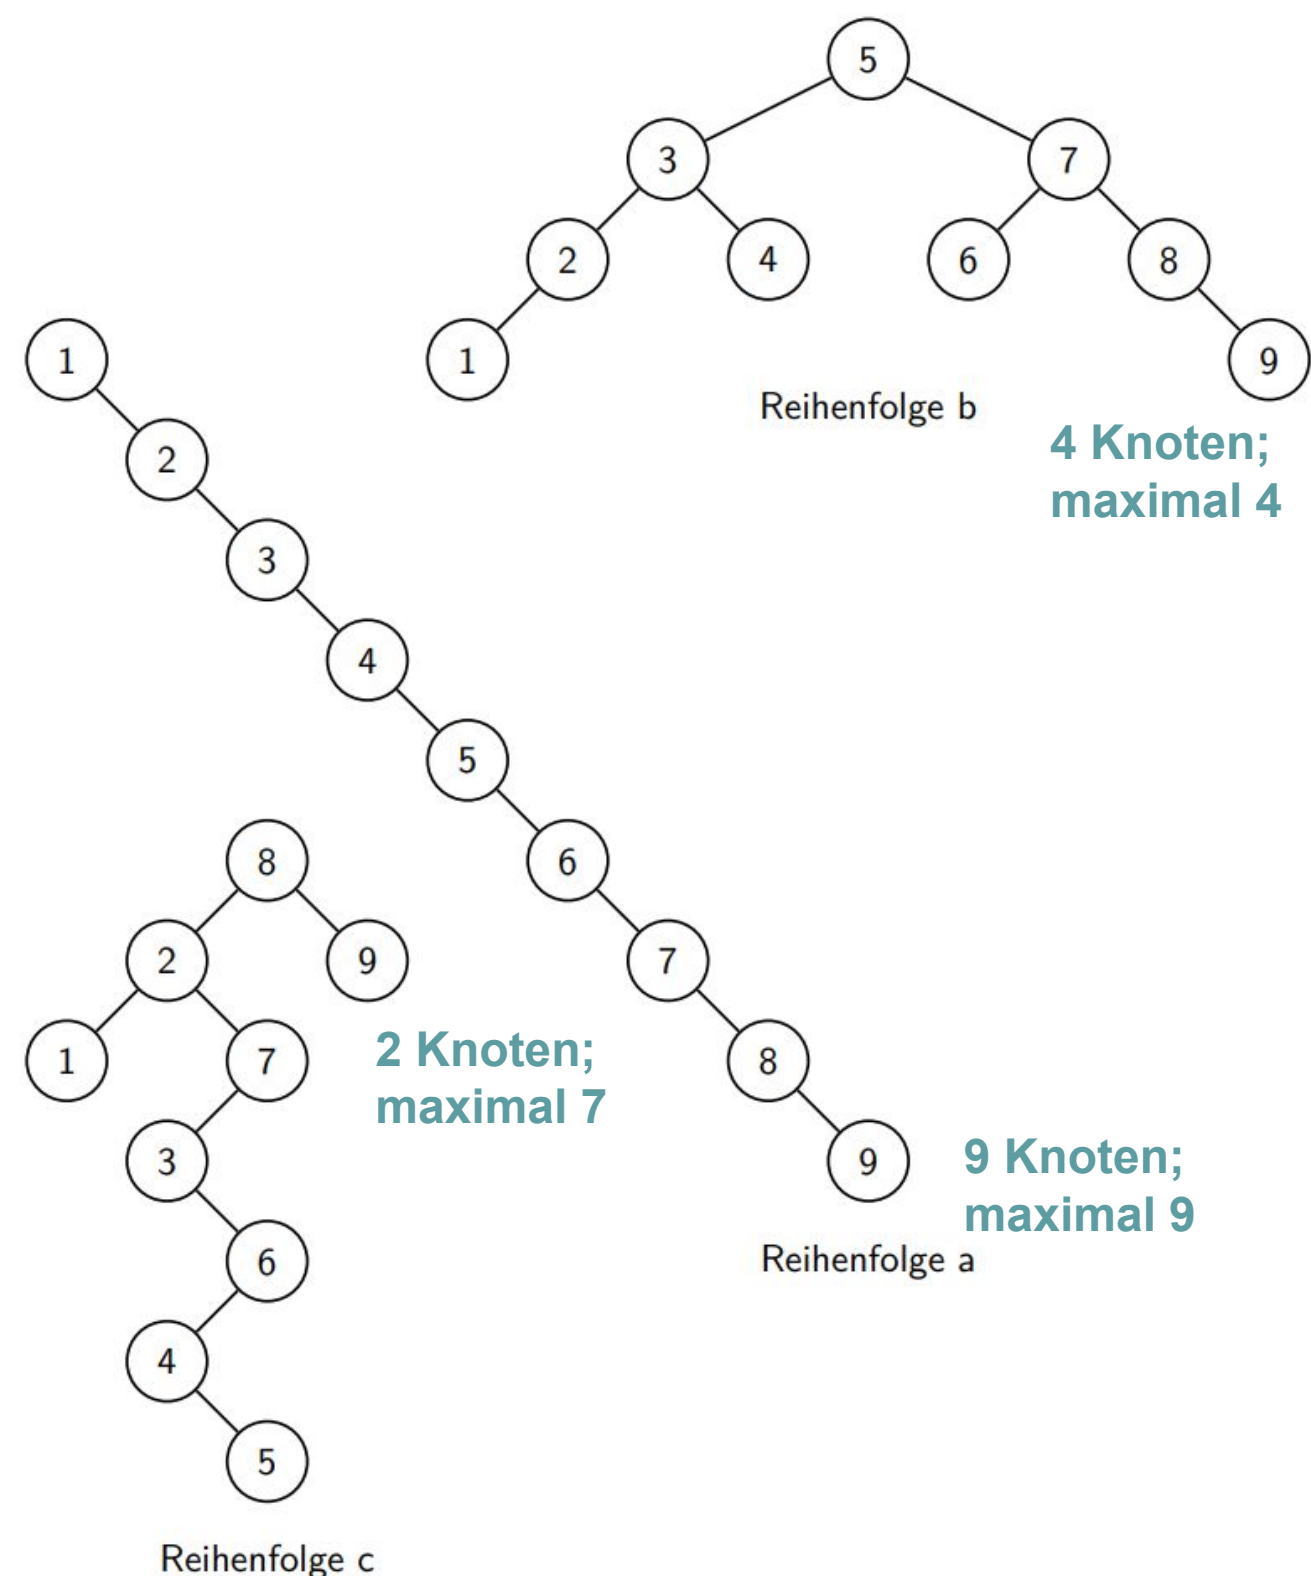 5
3 7
2 4 6 8
1 1 9
Reihenfolge b
4 Knoten;
maximal 4
2
3
4
5
8 6
2 9 7
1 7 8
2 Knoten;
maximal 7
3 9
9 Knoten;
maximal 9
6 Reihenfolge a
4
5
Reihenfolge c